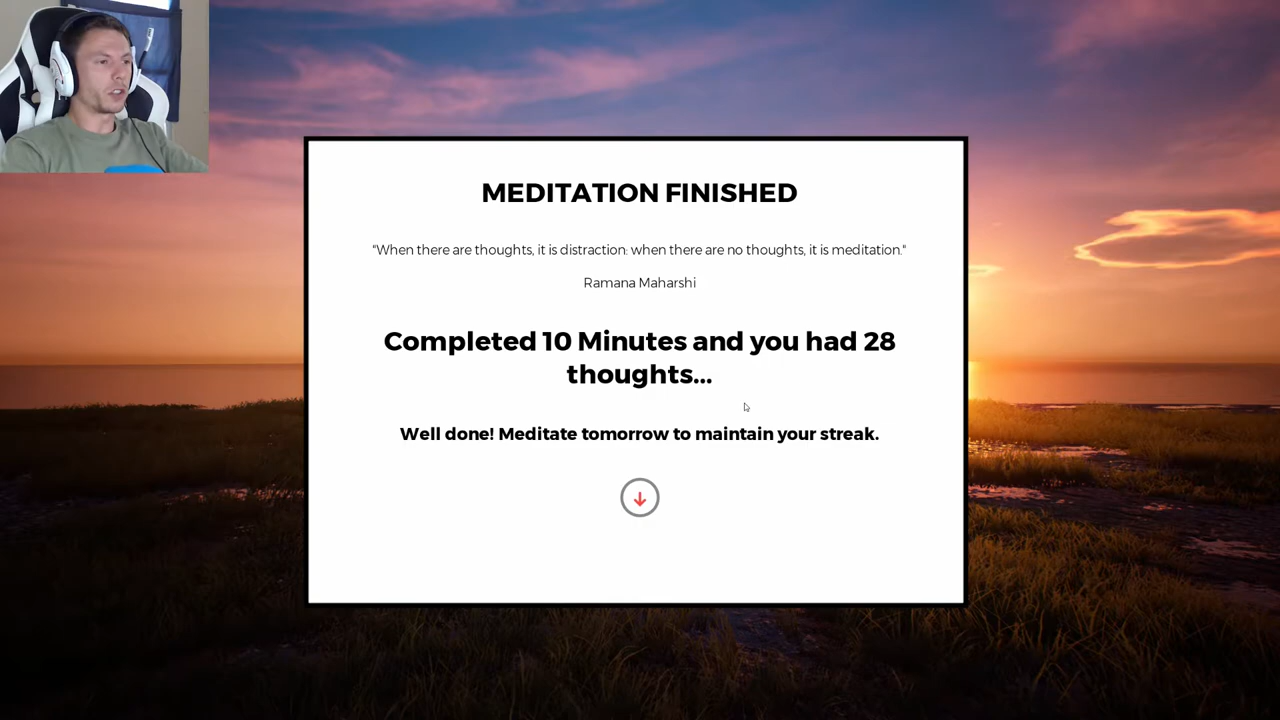 MEDITATION FINISHED
"When there are thoughts, it is distraction: when there are no thoughts, it is meditation."
Ramana Maharshi
Completed 10 Minutes and you had 28
thoughts...
Well done! Meditate tomorrow to maintain your streak.